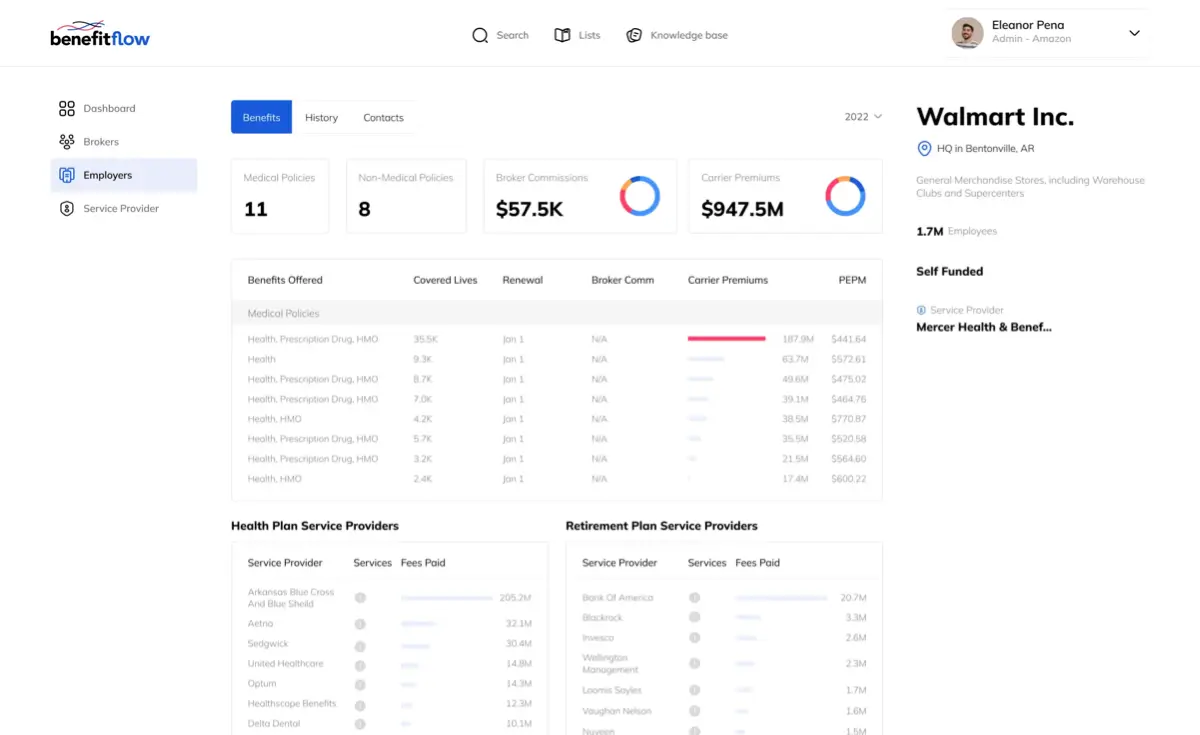 benefitflow
Search
Lists
Knowledge base
Eleanor Pena
Admin - Amazon
Dashboard
Brokers
Employers
Service Provider
Benefits
History
Contacts
2022
Medical Policies
11
Non-Medical Policies
8
Broker Commissions
$57.5K
Carrier Premiums
$947.5M
Benefits Offered Covered Lives Renewal Broker Comm Carrier Premiums PEPM
Medical Policies
Health, Prescription Drug, HMO 35.5K Jan 1 N/A 187.9M $441.64
Health 9.3K Jan 1 N/A 63.7M $572.61
Health, Prescription Drug, HMO 8.7K Jan 1 N/A 49.6M $475.02
Health, Prescription Drug, HMO 7.0K Jan 1 N/A 39.1M $464.76
Health, HMO 4.2K Jan 1 N/A 38.5M $770.87
Health, Prescription Drug, HMO 5.7K Jan 1 N/A 35.5M $520.58
Health, Prescription Drug, HMO 3.2K Jan 1 N/A 21.5M $564.60
Health, HMO 2.4K Jan 1 N/A 17.4M $600.22
Health Plan Service Providers
Service Provider Services Fees Paid
Arkansas Blue Cross
And Blue Sheild 205.2M
Aetna 32.1M
Sedgwick 30.4M
United Healthcare 14.8M
Optum 14.3M
Healthscope Benefits 12.3M
Delta Dental 10.1M
Retirement Plan Service Providers
Service Provider Services Fees Paid
Bank Of America 20.7M
Blackrock 3.3M
Invesco 2.6M
Wellington
Management 2.3M
Loomis Sayles 1.7M
Vaughan Nelson 1.6M
Nuveen 1.5M
Walmart Inc.
HQ in Bentonville, AR
General Merchandise Stores, including Warehouse
Clubs and Supercenters
1.7M Employees
Self Funded
Service Provider
Mercer Health & Benef...